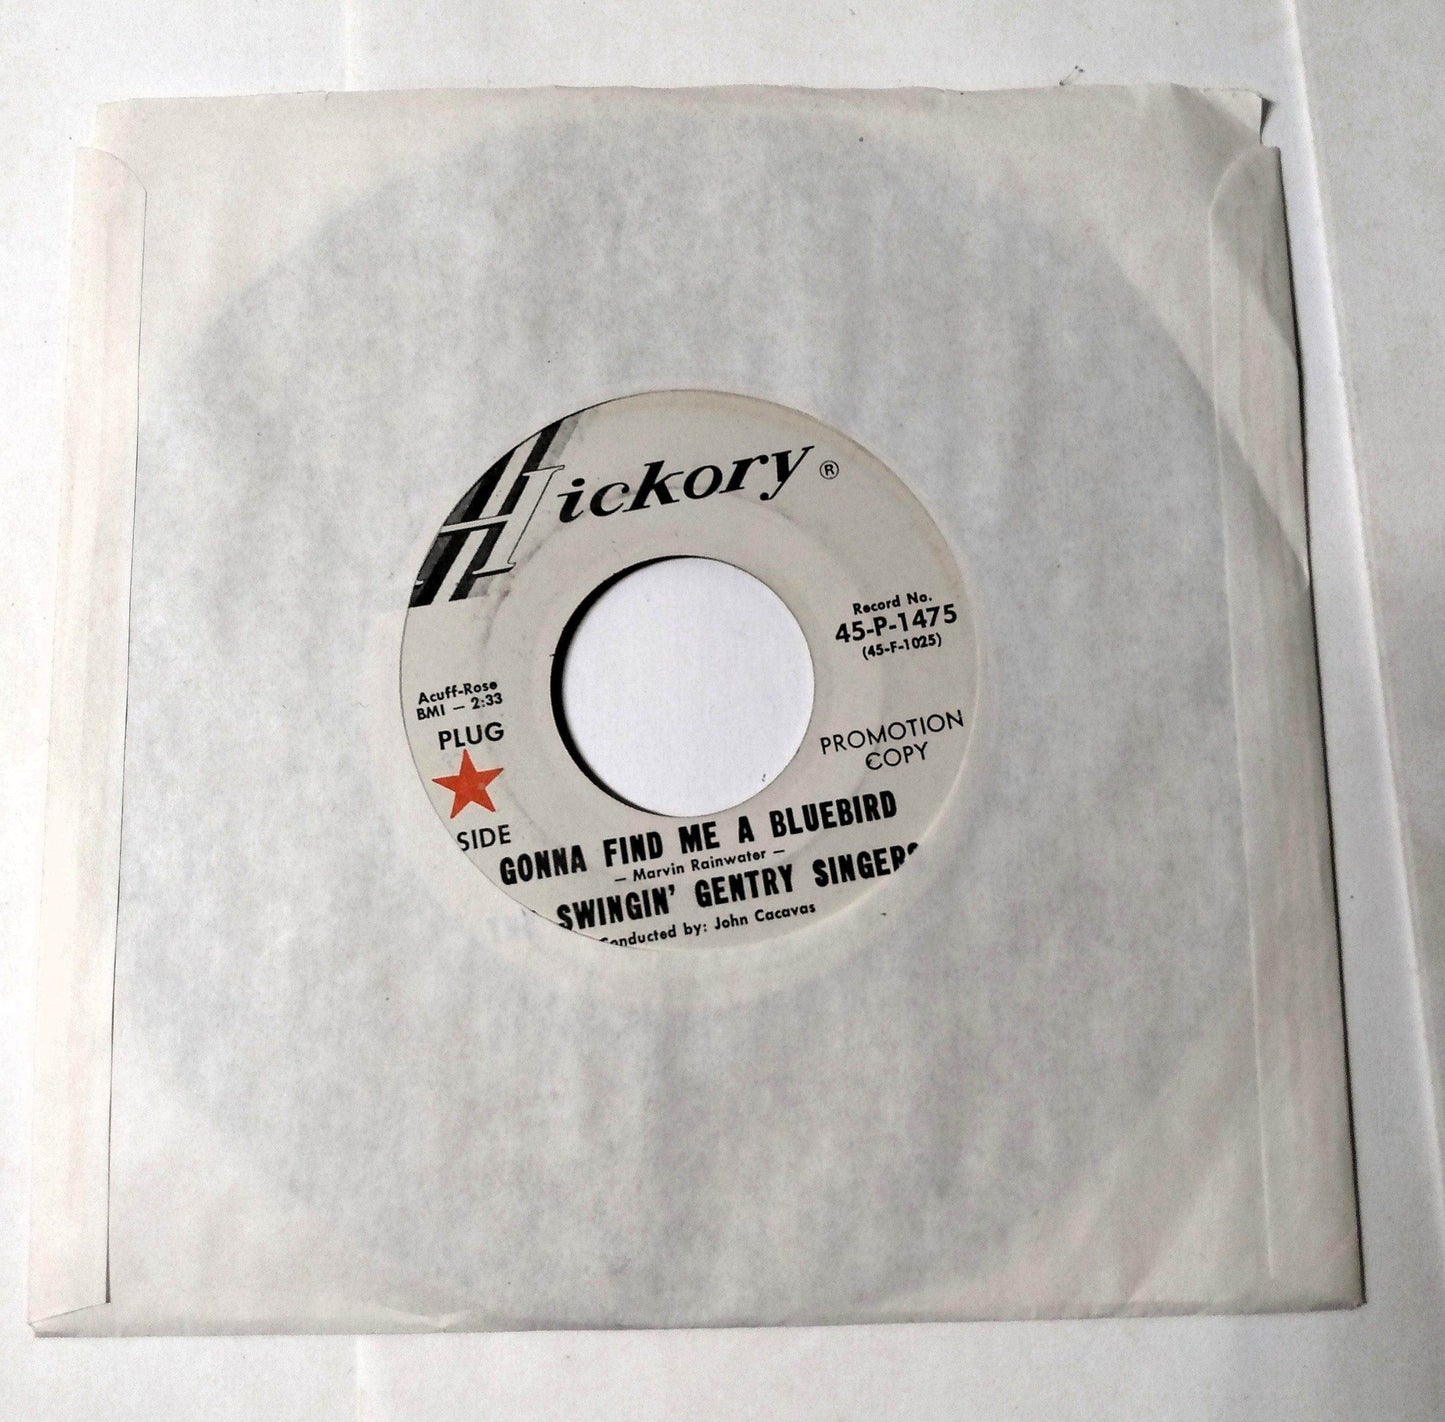 Hickory ®
Record No.
45-P-1475
(45-F-1025)
Acuff-Rose
BMI — 2:33
PLUG
SIDE
PROMOTION
COPY
GONNA FIND ME A BLUEBIRD
— Marvin Rainwater —
SWINGIN' GENTRY SINGERS
Conducted by: John Cacavas